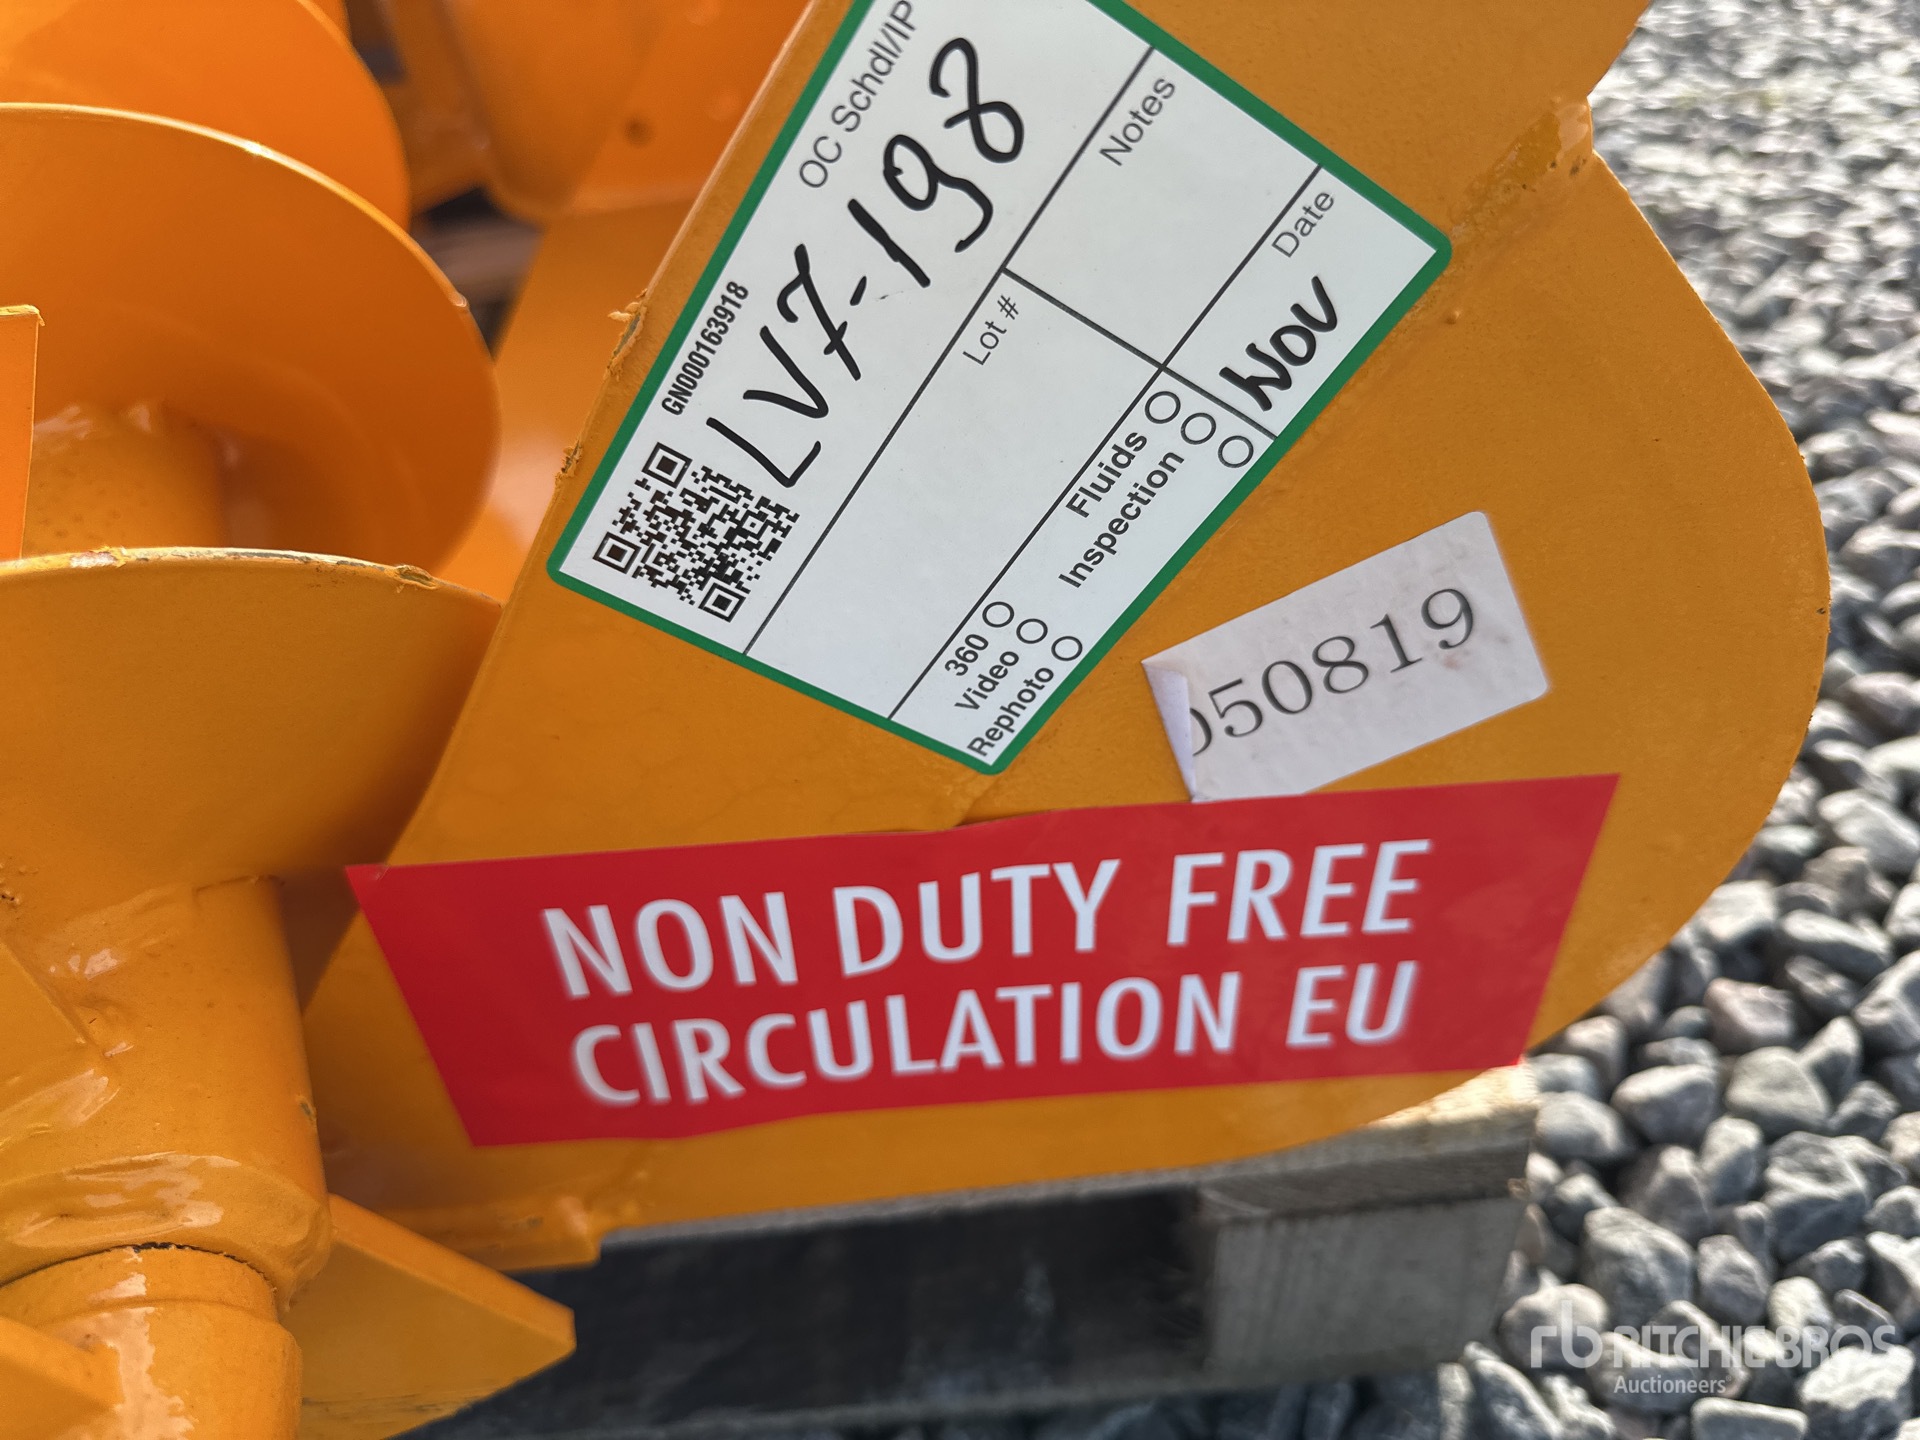 GN000163918
OC Schdl/IP
LV7-198
Lot #
Notes
360
Video
Rephoto
Fluids
Inspection
Date
NOV
050819
NON DUTY FREE
CIRCULATION EU
rb RITCHIE BROS
Auctioneers